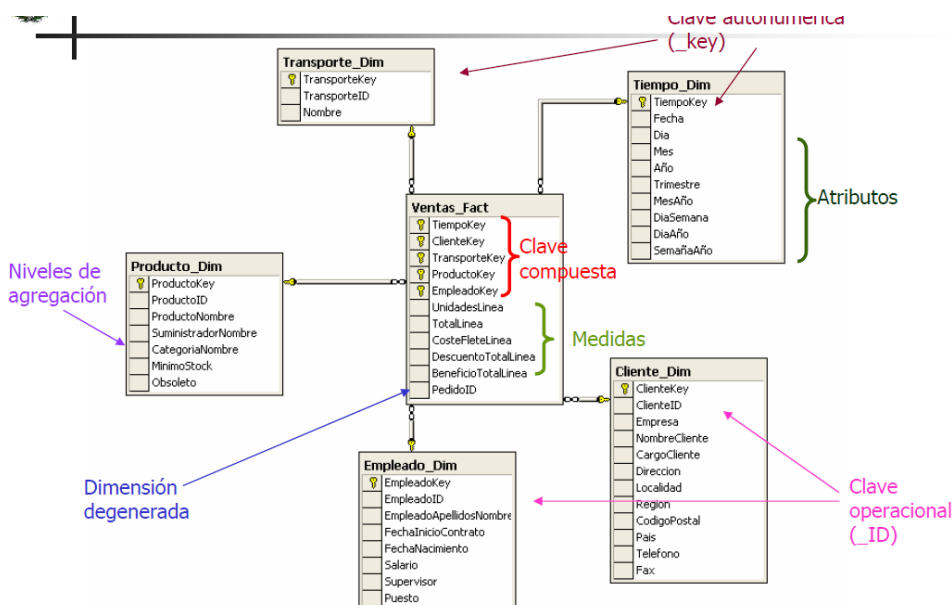 Clave autonumérica
(_key)
Transporte_Dim
TransporteKey
TransporteID
Nombre
Tiempo_Dim
TiempoKey
Fecha
Dia
Mes
Año
Trimestre
MesAño
DiaSemana
DiaAño
SemañaAño
Atributos
Ventas_Fact
TiempoKey
ClienteKey
TransporteKey
ProductoKey
EmpleadoKey
UnidadesLinea
TotalLinea
CosteFleteLinea
DescuentoTotalLinea
BeneficioTotalLinea
PedidoID
Clave
compuesta
Medidas
Niveles de
agregación
Producto_Dim
ProductoKey
ProductoID
ProductoNombre
SuministradorNombre
CategoriaNombre
MinimoStock
Obsoleto
Cliente_Dim
ClienteKey
ClienteID
Empresa
NombreCliente
CargoCliente
Direccion
Localidad
Region
CodigoPostal
Pais
Telefono
Fax
Dimensión
degenerada
Empleado_Dim
EmpleadoKey
EmpleadoID
EmpleadoApellidosNombre
FechaInicioContrato
FechaNacimiento
Salario
Supervisor
Puesto
Clave
operacional
(_ID)